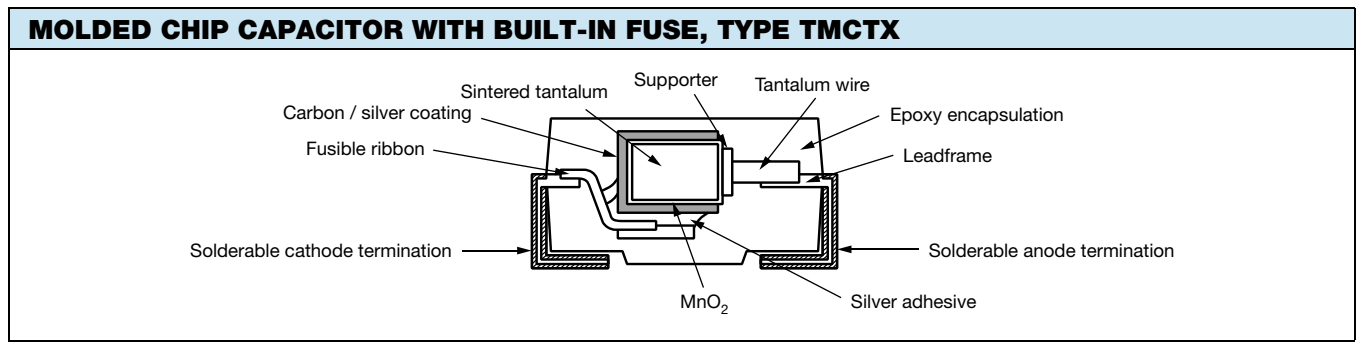 MOLDED CHIP CAPACITOR WITH BUILT-IN FUSE, TYPE TMCTX
Supporter
Tantalum wire
Sintered tantalum
Carbon / silver coating
Epoxy encapsulation
Fusible ribbon
Leadframe
Solderable cathode termination
Solderable anode termination
MnO₂
Silver adhesive